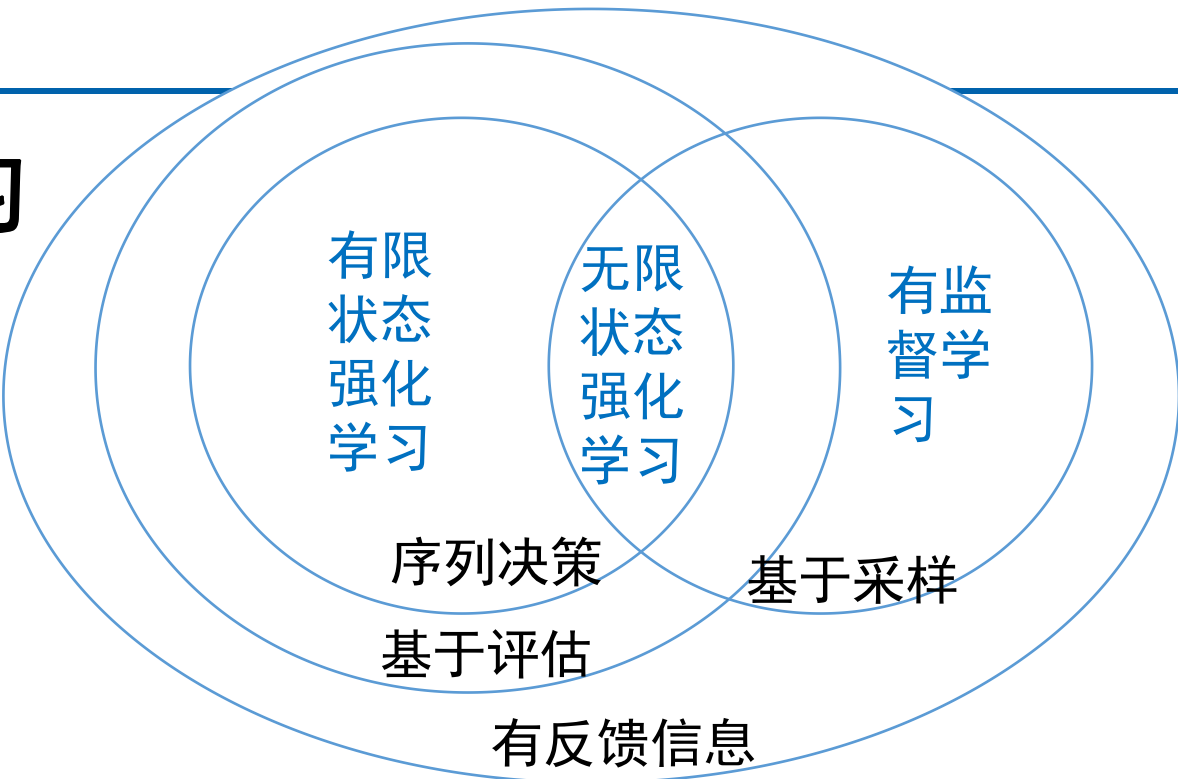 习
有限
状态
强化
学习
无限
状态
强化
学习
有监
督学
习
序列决策
基于采样
基于评估
有反馈信息